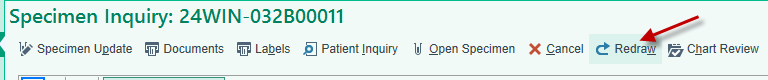 Specimen Inquiry: 24WIN-032B00011
Specimen Update Documents Labels Patient Inquiry Open Specimen Cancel Redraw Chart Review